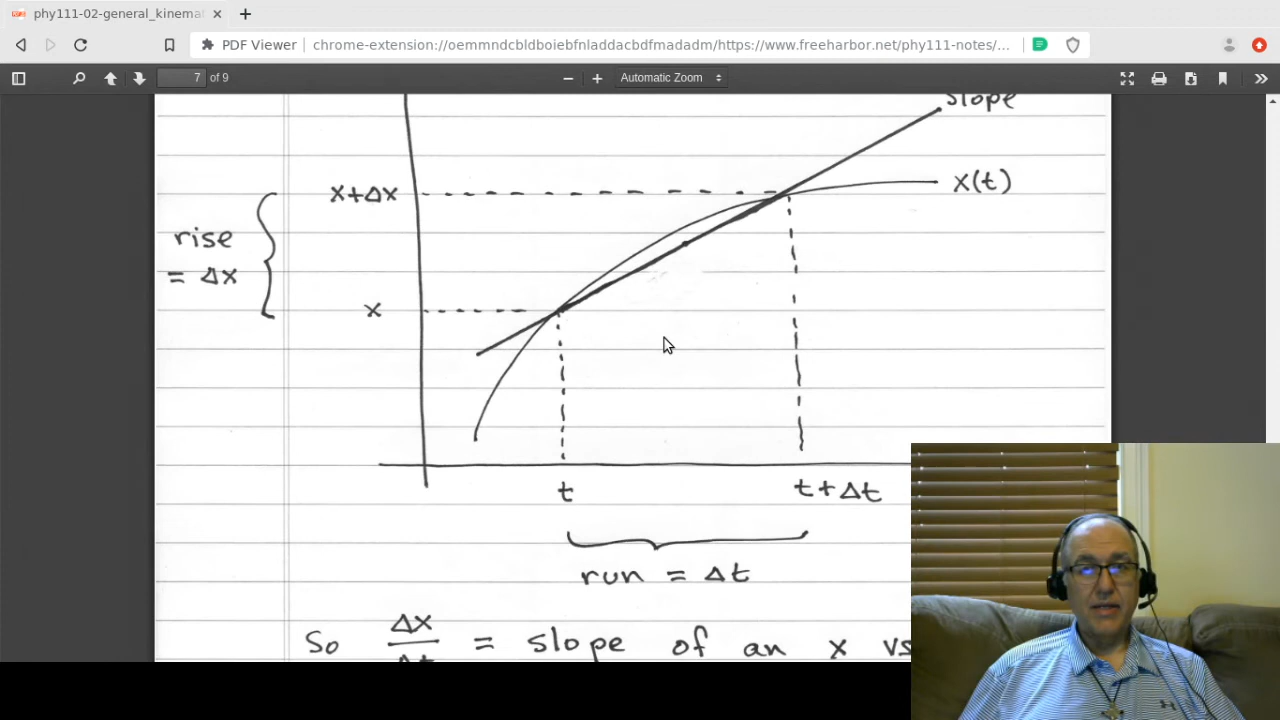 phy111-02-general_kinemat
PDF Viewer
chrome-extension://oemmndcbldboiebfnladdacbdfmadadm/https://www.freeharbor.net/phy111-notes/...
7 of 9
Automatic Zoom
slope
x+Δx
x(t)
rise
= Δx
x
t
t+Δt
run = Δt
So Δx = slope of an x vs
Δt